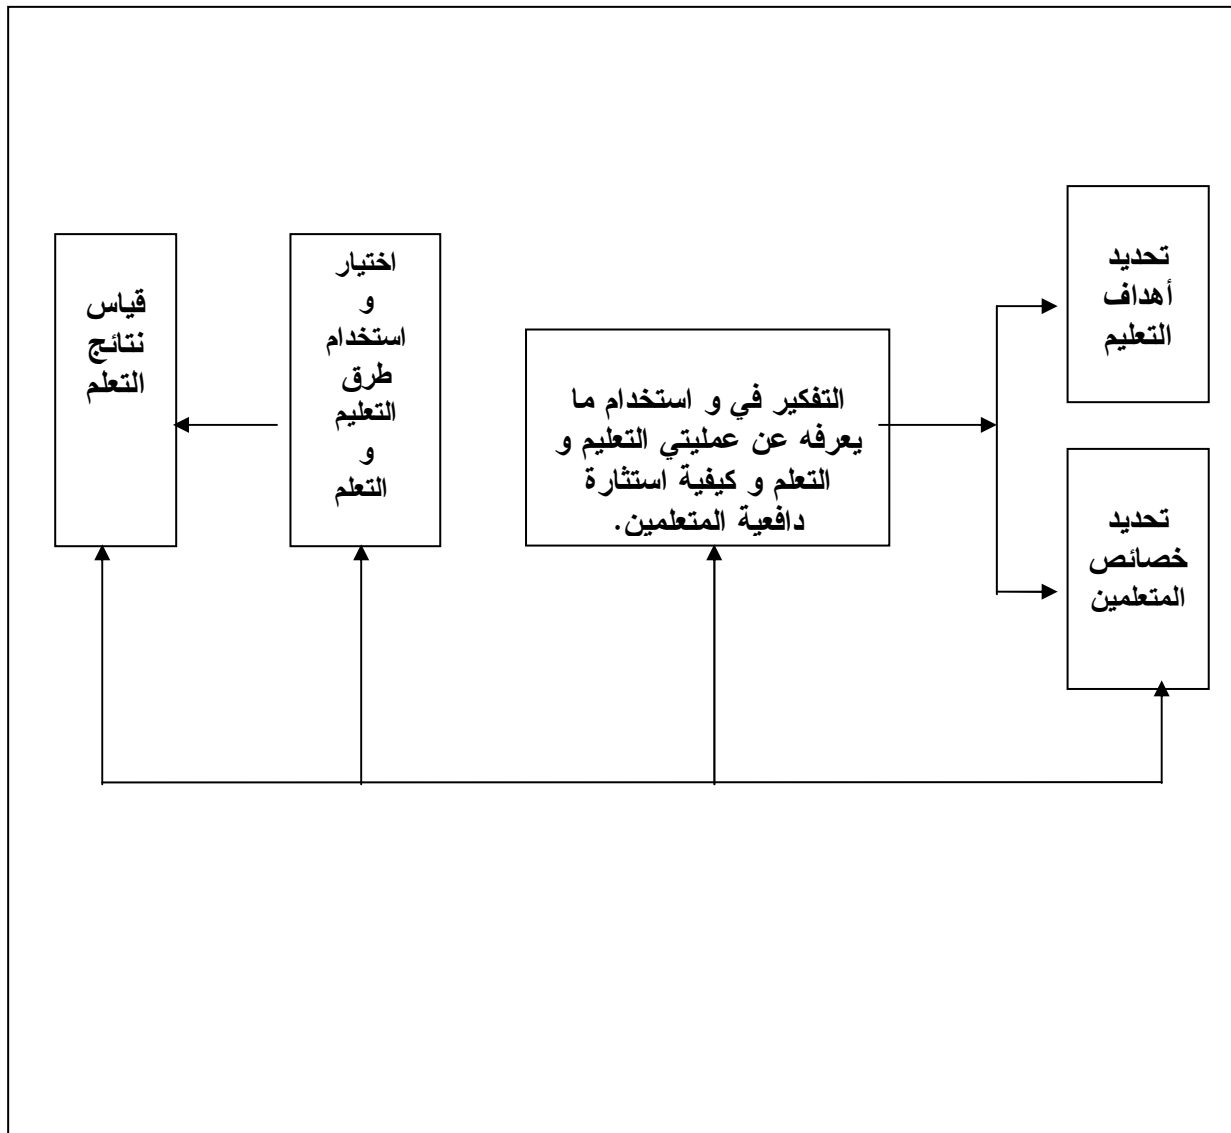 تحديد
أهداف
التعليم
تحديد
خصائص
المتعلمين
التفكير في و استخدام ما
يعرفه عن عمليتي التعليم و
التعلم و كيفية استثارة
دافعية المتعلمين.
اختيار
و
استخدام
طرق
التعليم
و
التعلم
قياس
نتائج
التعلم